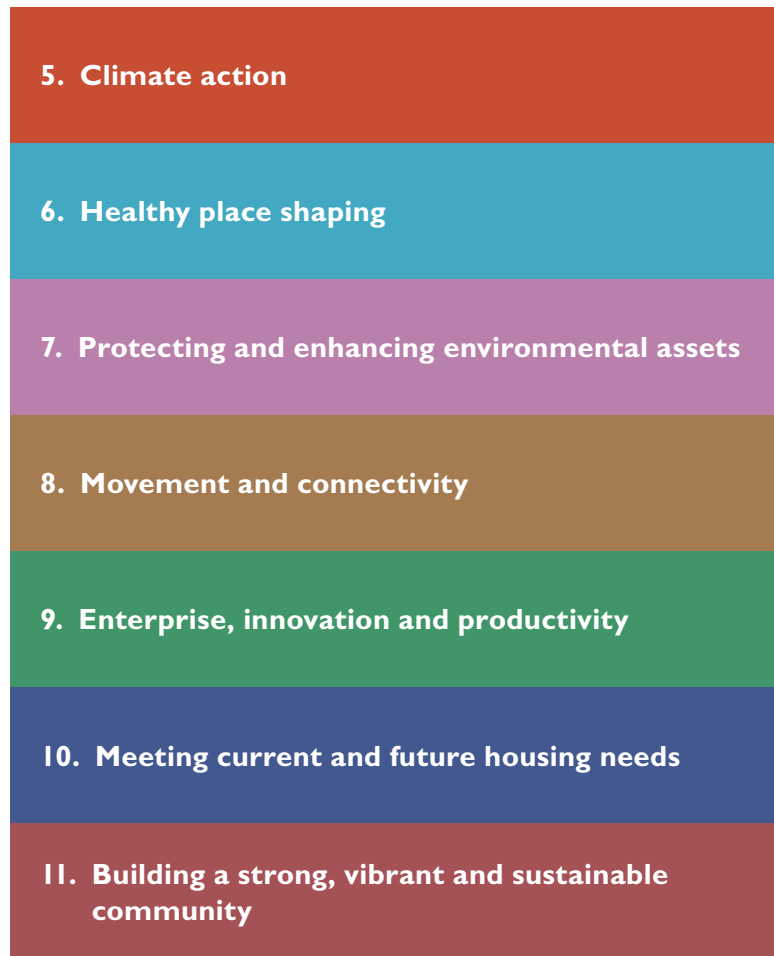 5. Climate action
6. Healthy place shaping
7. Protecting and enhancing environmental assets
8. Movement and connectivity
9. Enterprise, innovation and productivity
10. Meeting current and future housing needs
11. Building a strong, vibrant and sustainable
community